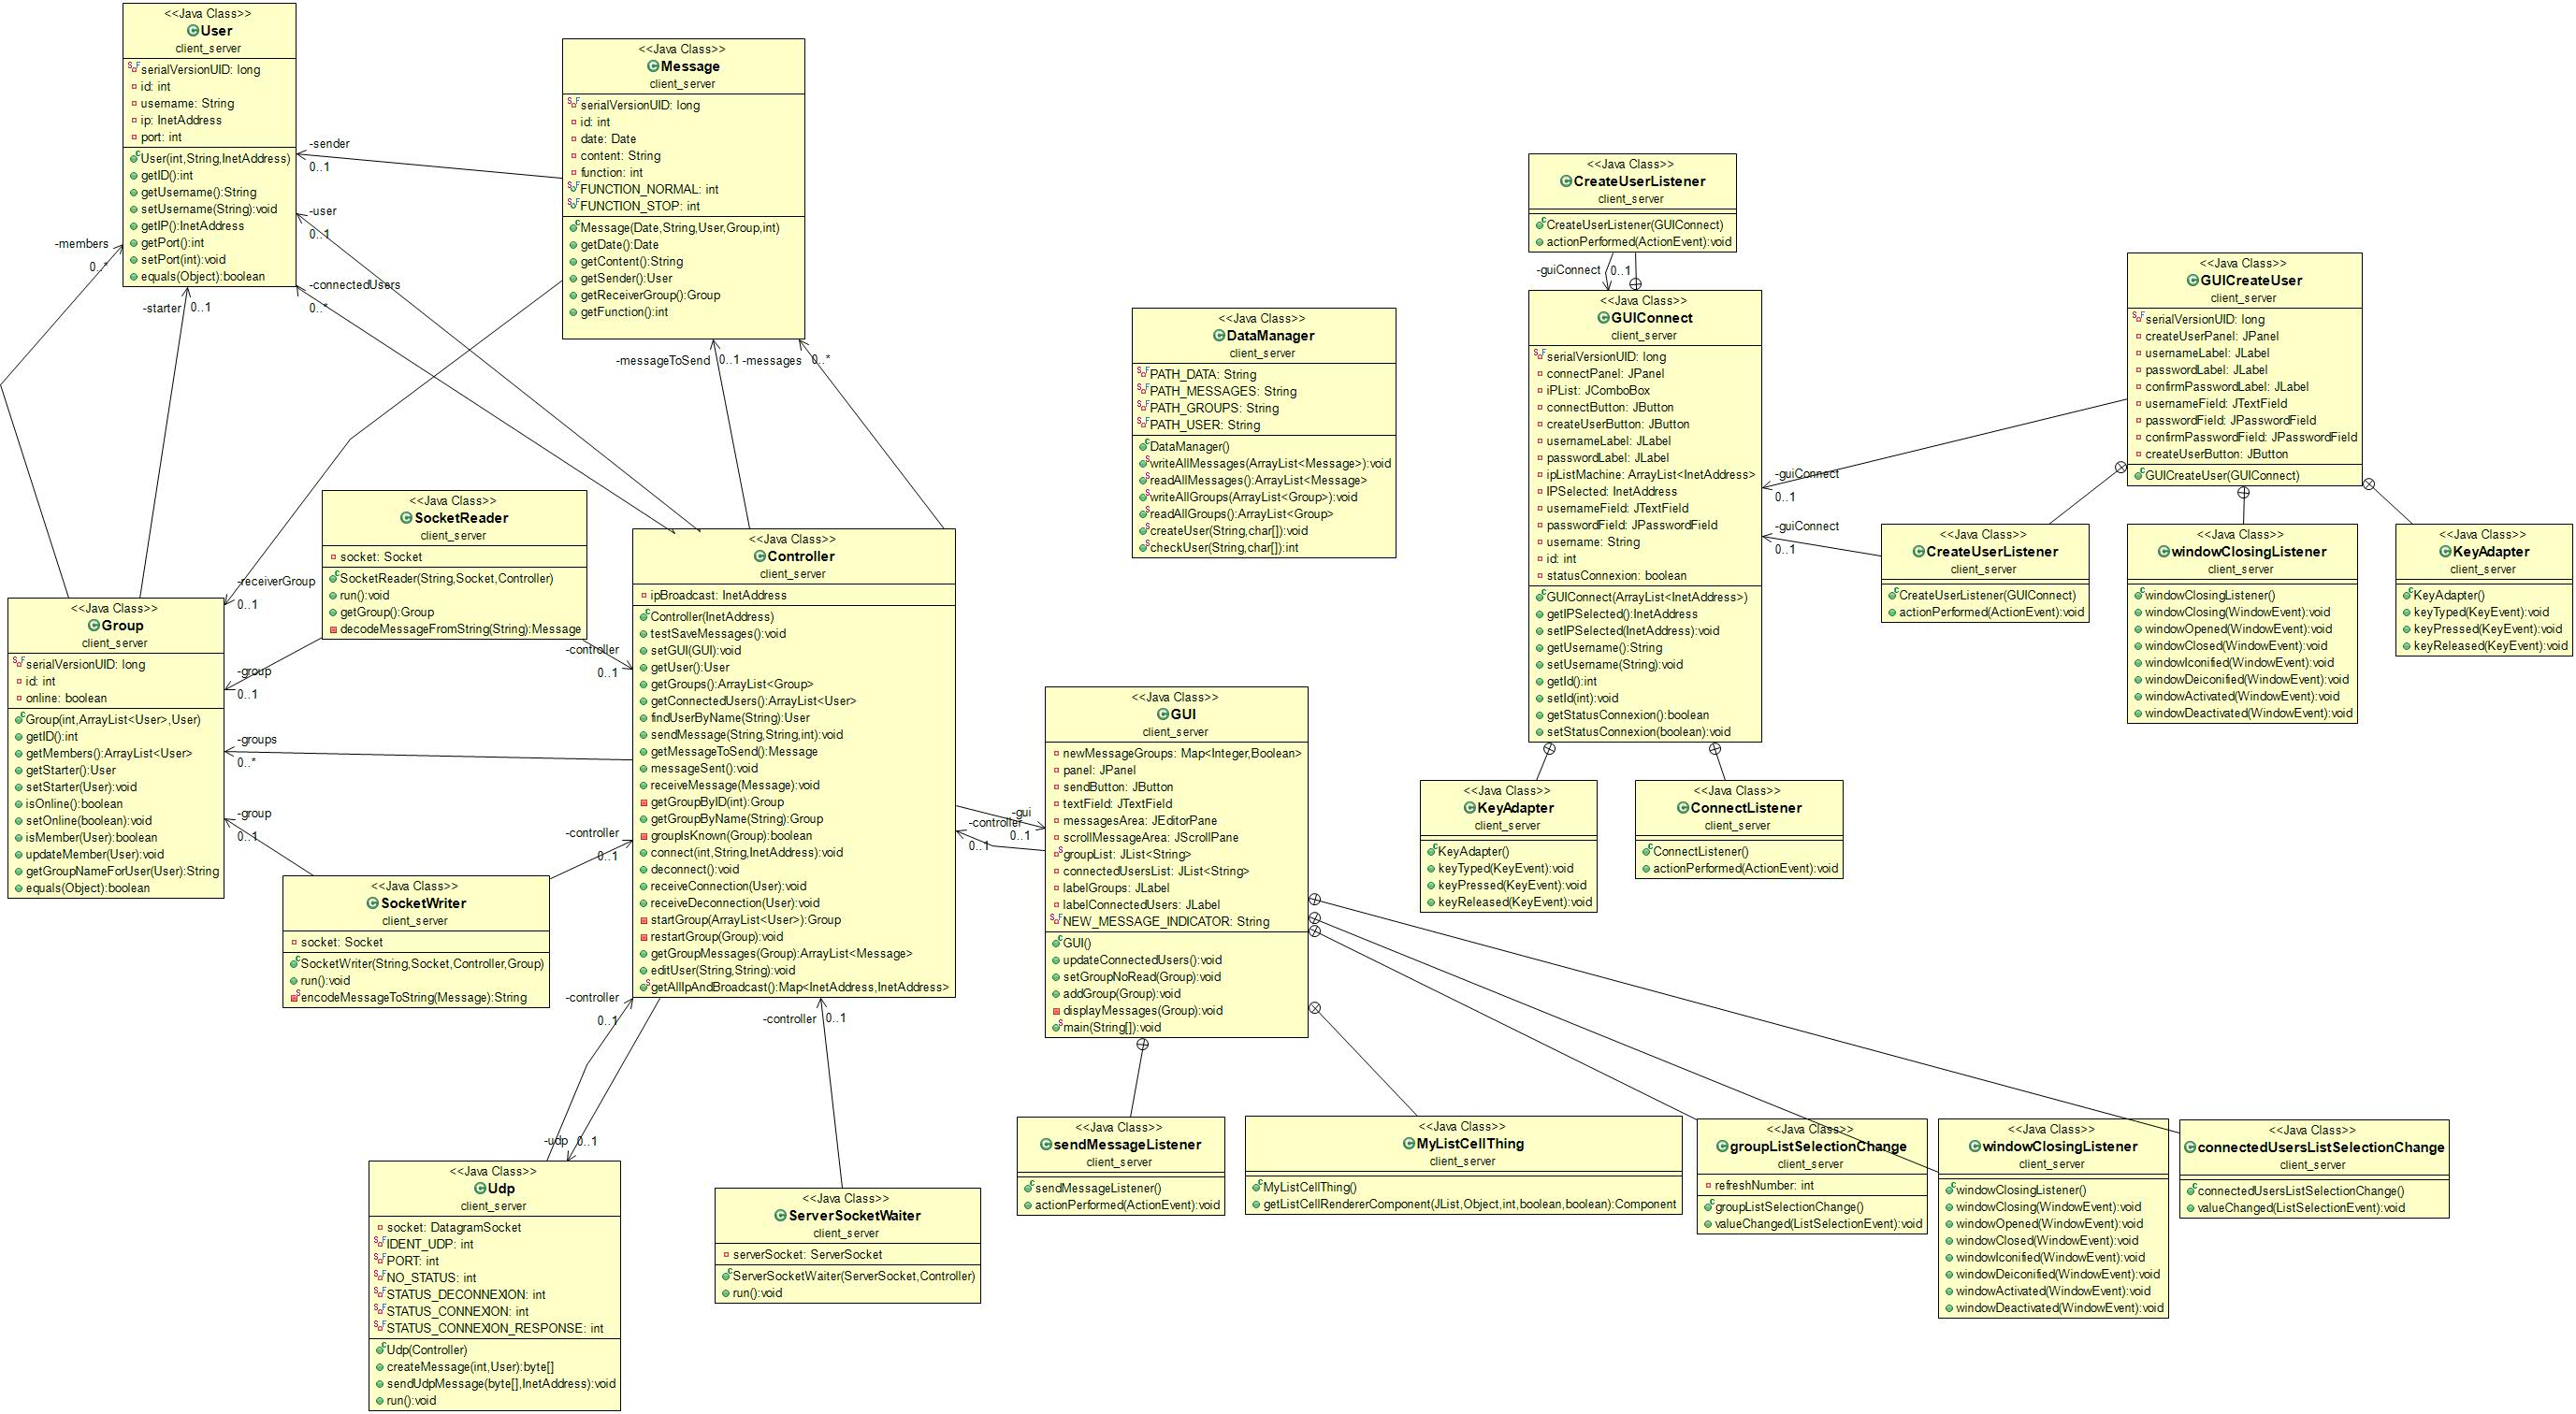 <<Java Class>>
User
client_server
serialVersionUID: long
id: int
username: String
ip: InetAddress
port: int
User(int,String,InetAddress)
getID():int
getUsername():String
setUsername(String):void
getIP():InetAddress
getPort():int
setPort(int):void
equals(Object):boolean
<<Java Class>>
Message
client_server
serialVersionUID: long
id: int
date: Date
content: String
function: int
FUNCTION_NORMAL: int
FUNCTION_STOP: int
Message(Date,String,User,Group,int)
getDate():Date
getContent():String
getSender():User
getReceiverGroup():Group
getFunction():int
-sender
0..1
-user
0..1
-members
0..*
-connectedUsers
0..*
-starter
0..1
-messageToSend
0..1
-messages
0..*
<<Java Class>>
SocketReader
client_server
socket: Socket
SocketReader(String,Socket,Controller)
run():void
getGroup():Group
decodeMessageFromString(String):Message
-receiverGroup
0..1
-group
0..1
-controller
0..1
<<Java Class>>
Group
client_server
serialVersionUID: long
id: int
online: boolean
Group(int,ArrayList<User>,User)
getID():int
getMembers():ArrayList<User>
getStarter():User
setStarter(User):void
isOnline():boolean
setOnline(boolean):void
isMember(User):boolean
updateMember(User):void
getGroupNameForUser(User):String
equals(Object):boolean
-groups
0..*
-group
0..1
-controller
0..1
<<Java Class>>
SocketWriter
client_server
socket: Socket
SocketWriter(String,Socket,Controller,Group)
run():void
encodeMessageToString(Message):String
<<Java Class>>
Controller
client_server
ipBroadcast: InetAddress
Controller(InetAddress)
testSaveMessages():void
setGUI(GUI):void
getUser():User
getGroups():ArrayList<Group>
getConnectedUsers():ArrayList<User>
findUserByName(String):User
sendMessage(String,String,int):void
getMessageToSend():Message
messageSent():void
receiveMessage(Message):void
getGroupByID(int):Group
getGroupByName(String):Group
groupIsKnown(Group):boolean
connect(int,String,InetAddress):void
deconnect():void
receiveConnection(User):void
receiveDeconnection(User):void
startGroup(ArrayList<User>):Group
restartGroup(Group):void
getGroupMessages(Group):ArrayList<Message>
editUser(String,String):void
getAllIpAndBroadcast():Map<InetAddress,InetAddress>
-controller
0..1
-controller
0..1
-udp
0..1
<<Java Class>>
Udp
client_server
socket: DatagramSocket
IDENT_UDP: int
PORT: int
NO_STATUS: int
STATUS_DECONNEXION: int
STATUS_CONNEXION: int
STATUS_CONNEXION_RESPONSE: int
Udp(Controller)
createMessage(int,User):byte[]
sendUdpMessage(byte[],InetAddress):void
run():void
<<Java Class>>
ServerSocketWaiter
client_server
serverSocket: ServerSocket
ServerSocketWaiter(ServerSocket,Controller)
run():void
<<Java Class>>
DataManager
client_server
PATH_DATA: String
PATH_MESSAGES: String
PATH_GROUPS: String
PATH_USER: String
DataManager()
writeAllMessages(ArrayList<Message>):void
readAllMessages():ArrayList<Message>
writeAllGroups(ArrayList<Group>):void
readAllGroups():ArrayList<Group>
createUser(String,char[]):void
checkUser(String,char[]):int
-gui
0..1
-controller
0..1
<<Java Class>>
GUI
client_server
newMessageGroups: Map<Integer,Boolean>
panel: JPanel
sendButton: JButton
textField: JTextField
messagesArea: JEditorPane
scrollMessageArea: JScrollPane
groupList: JList<String>
connectedUsersList: JList<String>
labelGroups: JLabel
labelConnectedUsers: JLabel
NEW_MESSAGE_INDICATOR: String
GUI()
updateConnectedUsers():void
setGroupNoRead(Group):void
addGroup(Group):void
displayMessages(Group):void
main(String[]):void
<<Java Class>>
sendMessageListener
client_server
sendMessageListener()
actionPerformed(ActionEvent):void
<<Java Class>>
MyListCellThing
client_server
MyListCellThing()
getListCellRendererComponent(JList,Object,int,boolean,boolean):Component
<<Java Class>>
groupListSelectionChange
client_server
refreshNumber: int
groupListSelectionChange()
valueChanged(ListSelectionEvent):void
<<Java Class>>
windowClosingListener
client_server
windowClosingListener()
windowClosing(WindowEvent):void
windowOpened(WindowEvent):void
windowClosed(WindowEvent):void
windowIconified(WindowEvent):void
windowDeiconified(WindowEvent):void
windowActivated(WindowEvent):void
windowDeactivated(WindowEvent):void
<<Java Class>>
connectedUsersListSelectionChange
client_server
connectedUsersListSelectionChange()
valueChanged(ListSelectionEvent):void
<<Java Class>>
CreateUserListener
client_server
CreateUserListener(GUIConnect)
actionPerformed(ActionEvent):void
-guiConnect
0..1
<<Java Class>>
GUIConnect
client_server
serialVersionUID: long
connectPanel: JPanel
iPList: JComboBox
connectButton: JButton
createUserButton: JButton
usernameLabel: JLabel
passwordLabel: JLabel
ipListMachine: ArrayList<InetAddress>
IPSelected: InetAddress
usernameField: JTextField
passwordField: JPasswordField
username: String
id: int
statusConnexion: boolean
GUIConnect(ArrayList<InetAddress>)
getIPSelected():InetAddress
setIPSelected(InetAddress):void
getUsername():String
setUsername(String):void
getId():int
setId(int):void
getStatusConnexion():boolean
setStatusConnexion(boolean):void
<<Java Class>>
KeyAdapter
client_server
KeyAdapter()
keyTyped(KeyEvent):void
keyPressed(KeyEvent):void
keyReleased(KeyEvent):void
<<Java Class>>
ConnectListener
client_server
ConnectListener()
actionPerformed(ActionEvent):void
-guiConnect
0..1
-guiConnect
0..1
<<Java Class>>
GUICreateUser
client_server
serialVersionUID: long
createUserPanel: JPanel
usernameLabel: JLabel
passwordLabel: JLabel
confirmPasswordLabel: JLabel
usernameField: JTextField
passwordField: JPasswordField
confirmPasswordField: JPasswordField
createUserButton: JButton
GUICreateUser(GUIConnect)
<<Java Class>>
CreateUserListener
client_server
CreateUserListener(GUIConnect)
actionPerformed(ActionEvent):void
<<Java Class>>
windowClosingListener
client_server
windowClosingListener()
windowClosing(WindowEvent):void
windowOpened(WindowEvent):void
windowClosed(WindowEvent):void
windowIconified(WindowEvent):void
windowDeiconified(WindowEvent):void
windowActivated(WindowEvent):void
windowDeactivated(WindowEvent):void
<<Java Class>>
KeyAdapter
client_server
KeyAdapter()
keyTyped(KeyEvent):void
keyPressed(KeyEvent):void
keyReleased(KeyEvent):void